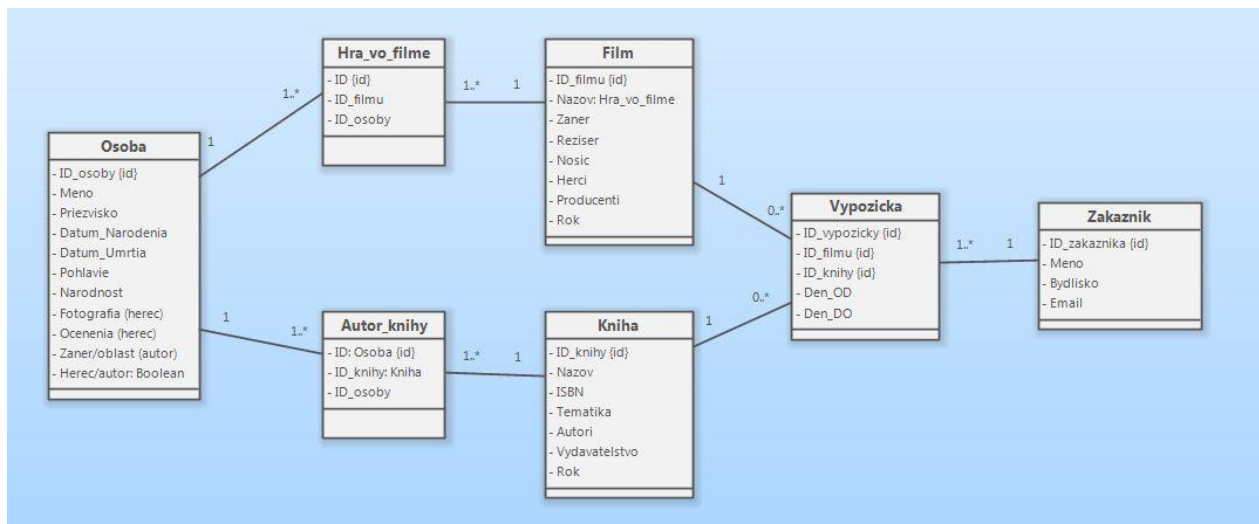 Hra_vo_filme
- ID {id}
- ID_filmu
- ID_osoby
Film
- ID_filmu {id}
- Nazov: Hra_vo_filme
- Zaner
- Reziser
- Nosic
- Herci
- Producenti
- Rok
1..*
1
1..*
1
Osoba
- ID_osoby {id}
- Meno
- Priezvisko
- Datum_Narodenia
- Datum_Umrtia
- Pohlavie
- Narodnost
- Fotografia (herec)
- Ocenenia (herec)
- Zaner/oblast (autor)
- Herec/autor: Boolean
1
0..*
Vypozicka
- ID_vypozicky {id}
- ID_filmu {id}
- ID_knihy {id}
- Den_OD
- Den_DO
1..*
1
Zakaznik
- ID_zakaznika {id}
- Meno
- Bydlisko
- Email
1
1..*
Autor_knihy
- ID: Osoba {id}
- ID_knihy: Kniha
- ID_osoby
1..*
1
Kniha
- ID_knihy {id}
- Nazov
- ISBN
- Tematika
- Autori
- Vydavatelstvo
- Rok
1
0..*